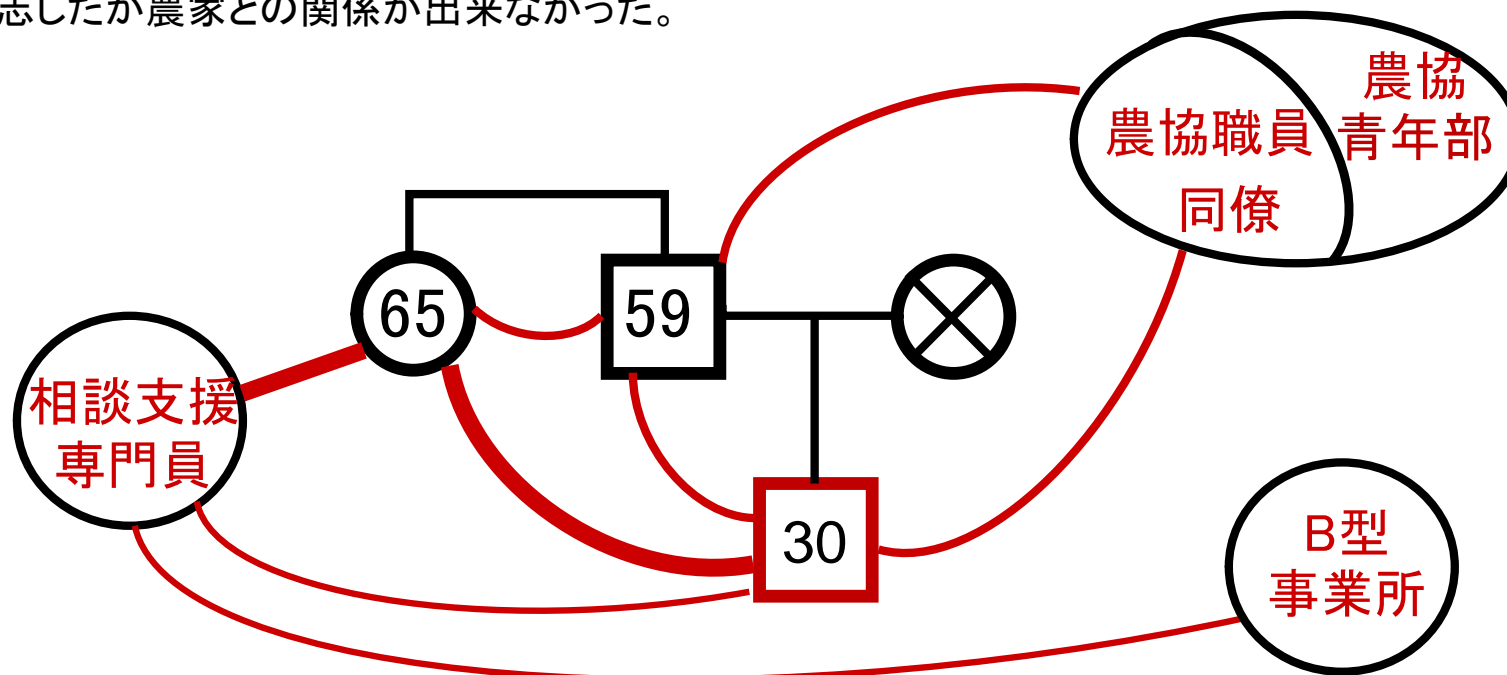 志したが農家との関係が出来なかった。
農協
青年部
農協職員
同僚
65
59
相談支援
専門員
30
B型
事業所